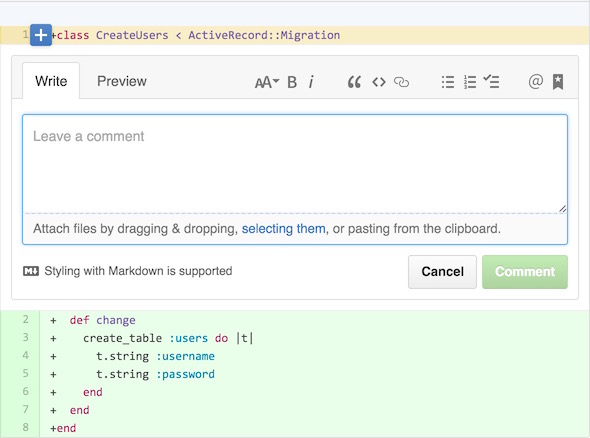 1 +class CreateUsers < ActiveRecord::Migration
Write Preview AA B i “ <> @
Leave a comment
Attach files by dragging & dropping, selecting them, or pasting from the clipboard.
M Styling with Markdown is supported Cancel Comment
2 + def change
3 + create_table :users do |t|
4 + t.string :username
5 + t.string :password
6 + end
7 + end
8 +end